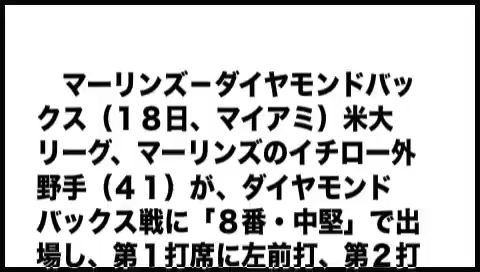 マーリンズ－ダイヤモンドバッ
クス（１８日、マイアミ）米大
リーグ、マーリンズのイチロー外
野手（４１）が、ダイヤモンド
バックス戦に「８番・中堅」で出
場し、第１打席に左前打、第２打